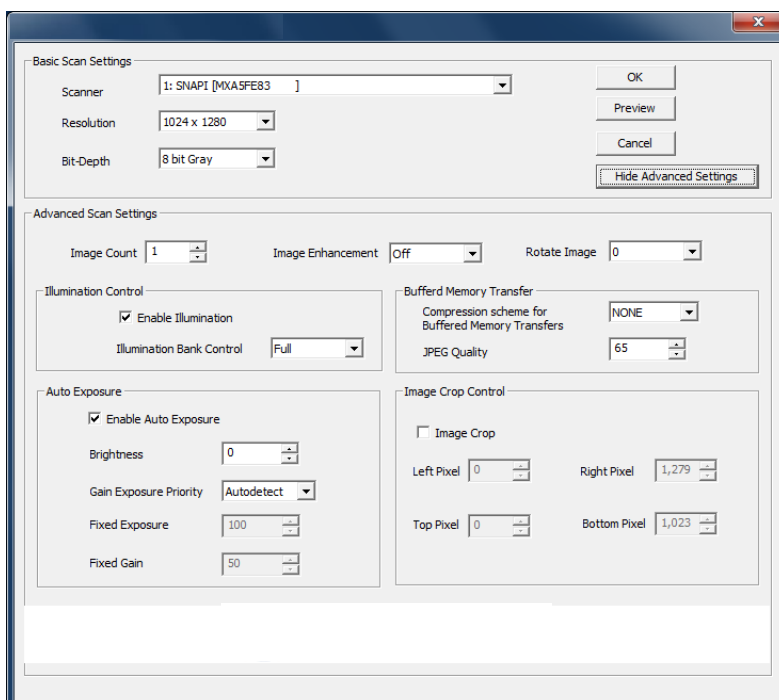 Basic Scan Settings
Scanner 1: SNAPI [MXA5FE83 ]
OK
Preview
Resolution 1024 x 1280
Cancel
Bit-Depth 8 bit Gray
Hide Advanced Settings
Advanced Scan Settings
Image Count 1 Image Enhancement Off Rotate Image 0
Illumination Control
Enable Illumination
Illumination Bank Control Full
Bufferd Memory Transfer
Compression scheme for
Buffered Memory Transfers NONE
JPEG Quality 65
Auto Exposure
Enable Auto Exposure
Brightness 0
Gain Exposure Priority Autodetect
Fixed Exposure 100
Fixed Gain 50
Image Crop Control
Image Crop
Left Pixel 0 Right Pixel 1,279
Top Pixel 0 Bottom Pixel 1,023